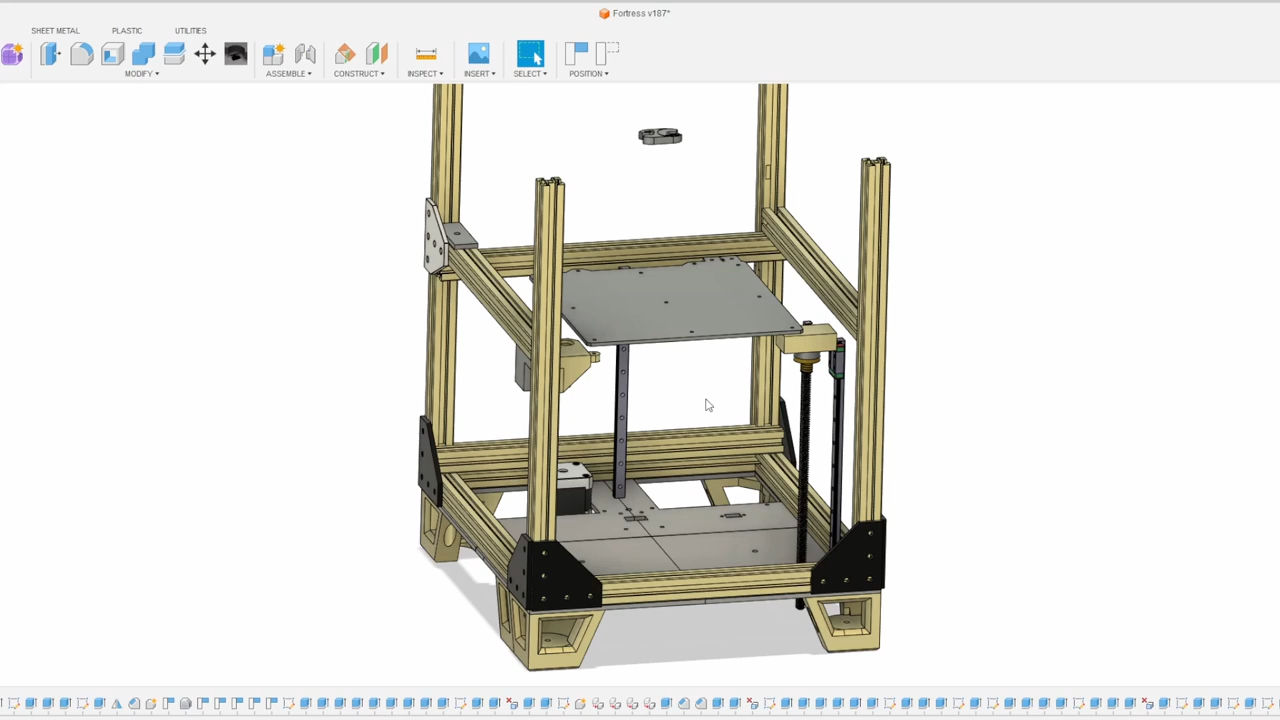 Fortress v187*
SHEET METAL PLASTIC UTILITIES
MODIFY ASSEMBLE CONSTRUCT INSPECT INSERT SELECT POSITION